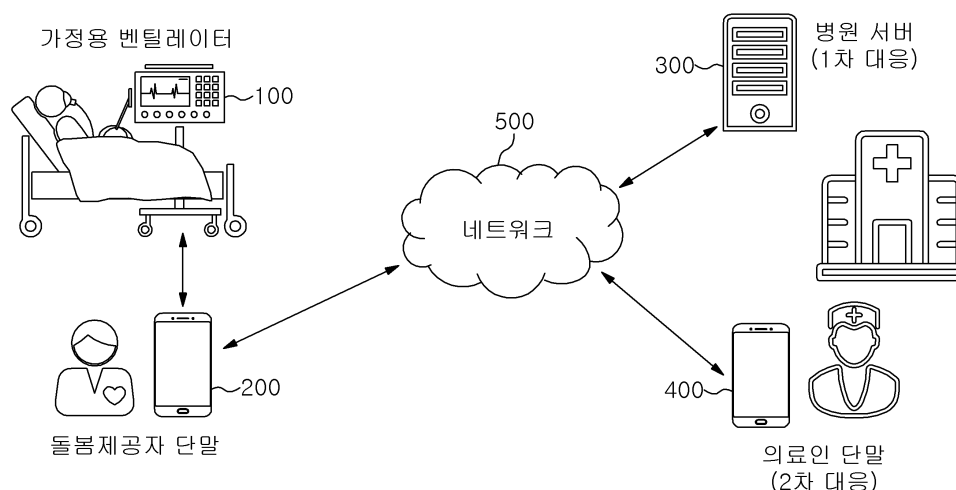 가정용 벤틸레이터
100
300
병원 서버
(1차 대응)
500
네트워크
200
돌봄제공자 단말
400
의료인 단말
(2차 대응)